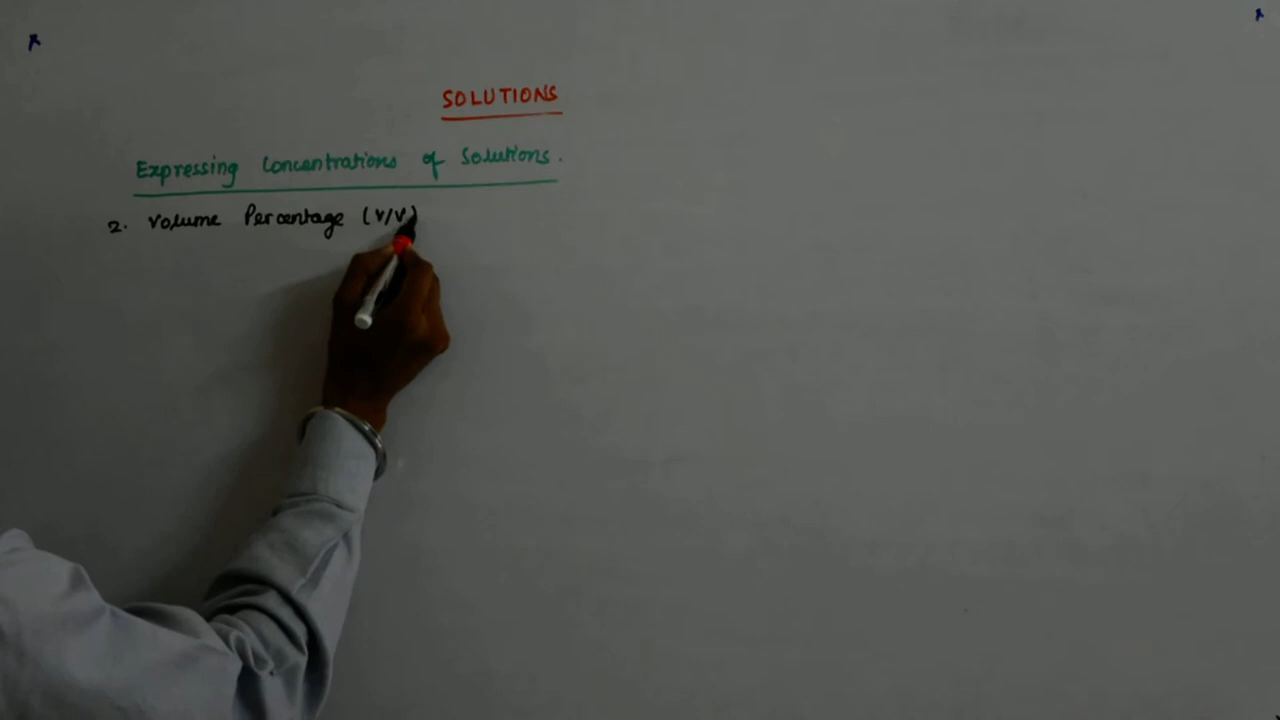 SOLUTIONS
Expressing Concentrations of Solutions.
2. Volume Percentage (V/V)